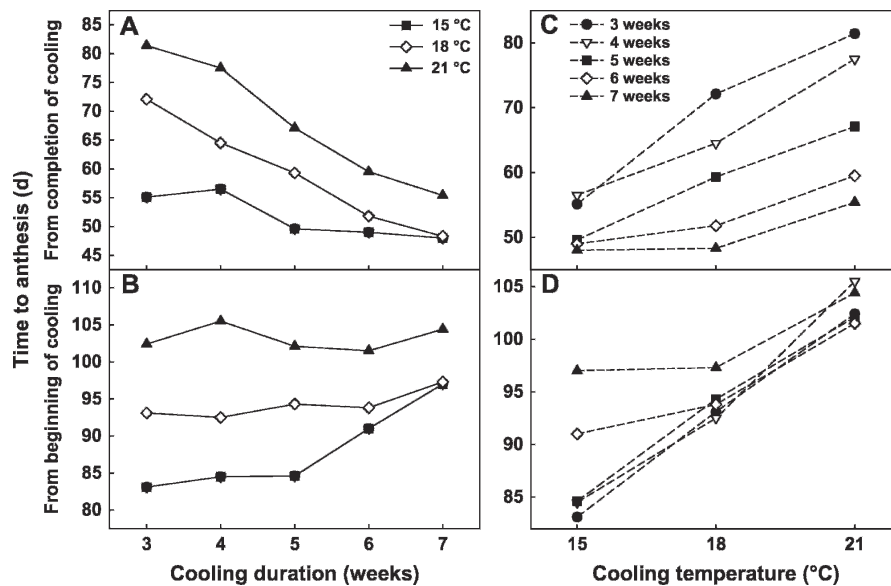 Time to anthesis (d)
From completion of cooling
From beginning of cooling
A
15 °C
18 °C
21 °C
85
80
75
70
65
60
55
50
45
B
110
105
100
95
90
85
80
3 4 5 6 7
Cooling duration (weeks)
C
3 weeks
4 weeks
5 weeks
6 weeks
7 weeks
80
70
60
50
D
105
100
95
90
85
15 18 21
Cooling temperature (°C)